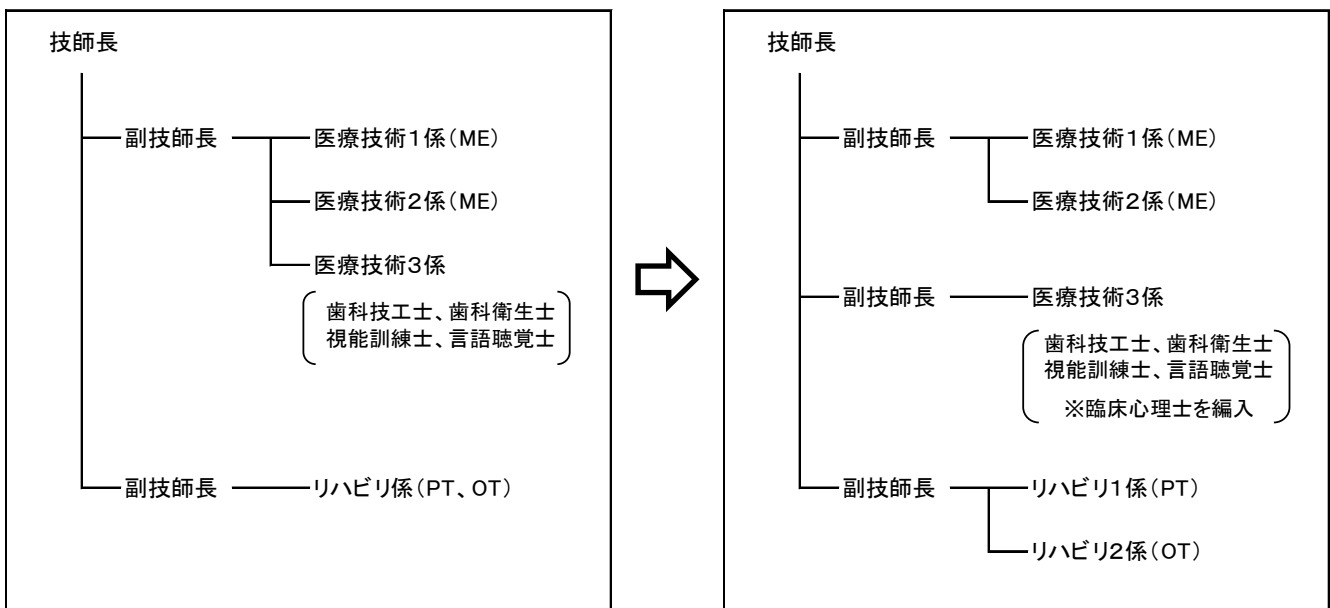 技師長
副技師長
医療技術1係(ME)
医療技術2係(ME)
医療技術3係
歯科技工士、歯科衛生士
視能訓練士、言語聴覚士
副技師長
リハビリ係(PT、OT)
技師長
副技師長
医療技術1係(ME)
医療技術2係(ME)
副技師長
医療技術3係
歯科技工士、歯科衛生士
視能訓練士、言語聴覚士
※臨床心理士を編入
副技師長
リハビリ1係(PT)
リハビリ2係(OT)